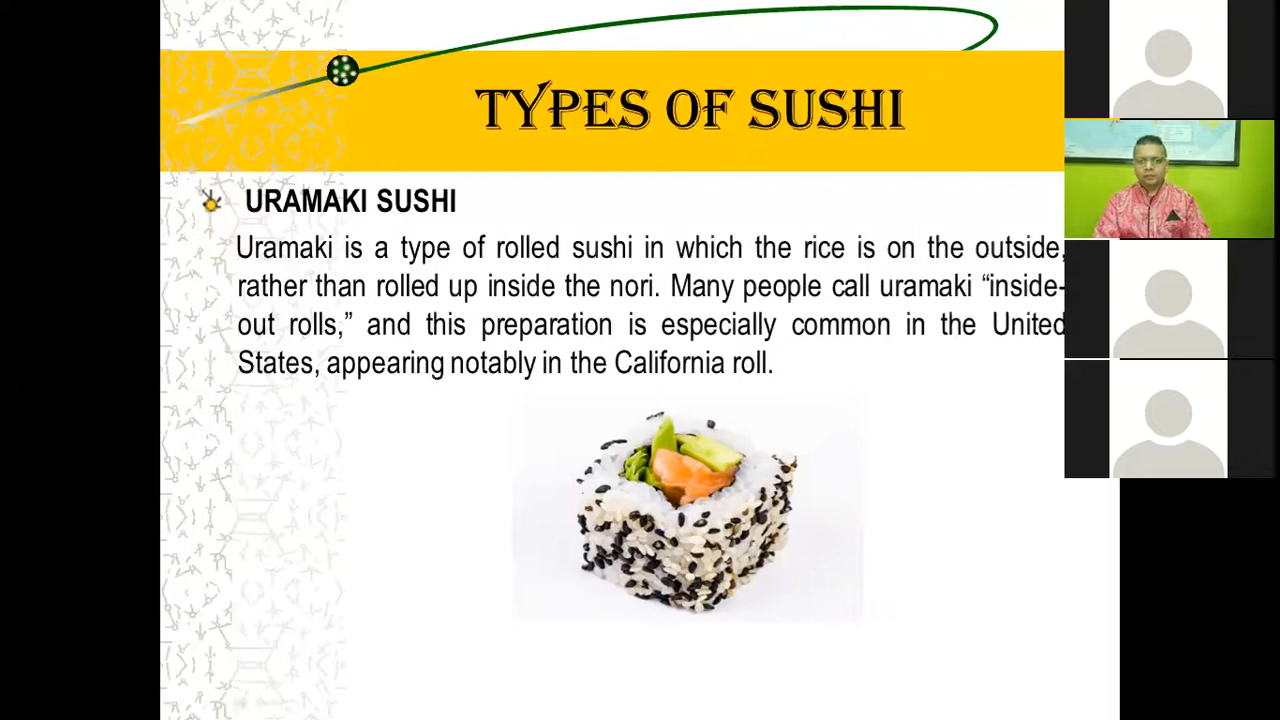 TYPES OF SUSHI
URAMAKI SUSHI
Uramaki is a type of rolled sushi in which the rice is on the outside,
rather than rolled up inside the nori. Many people call uramaki “inside-
out rolls,” and this preparation is especially common in the United
States, appearing notably in the California roll.